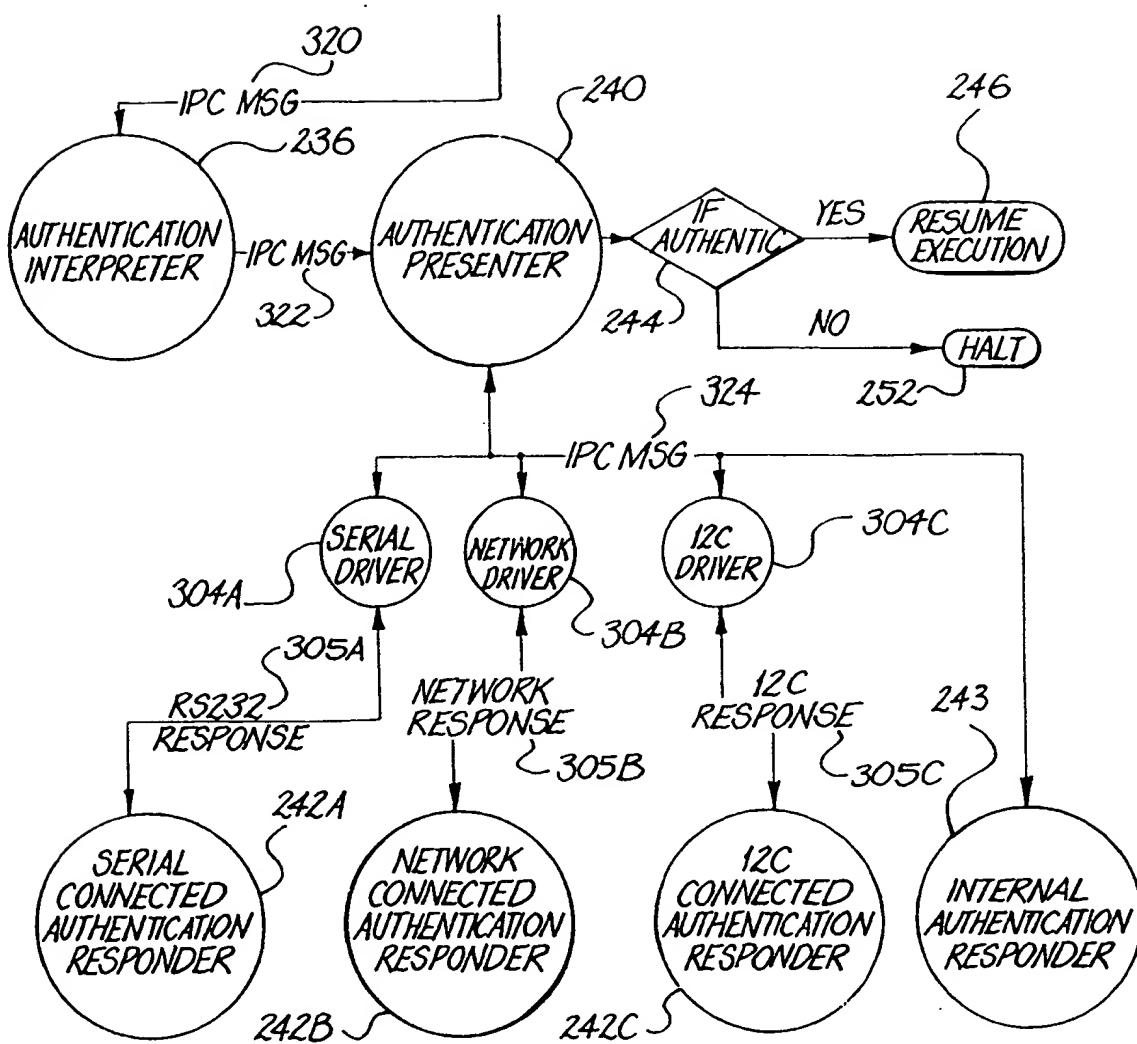 320
IPC MSG
236
240
246
AUTHENTICATION
INTERPRETER
IPC MSG
322
AUTHENTICATION
PRESENTER
IF
AUTHENTIC
244
YES
RESUME
EXECUTION
NO
HALT
252
324
IPC MSG
SERIAL
DRIVER
304A
NETWORK
DRIVER
304B
12C
DRIVER
304C
305A
RS232
RESPONSE
NETWORK
RESPONSE
305B
12C
RESPONSE
305C
243
242A
SERIAL
CONNECTED
AUTHENTICATION
RESPONDER
NETWORK
CONNECTED
AUTHENTICATION
RESPONDER
242B
12C
CONNECTED
AUTHENTICATION
RESPONDER
242C
INTERNAL
AUTHENTICATION
RESPONDER